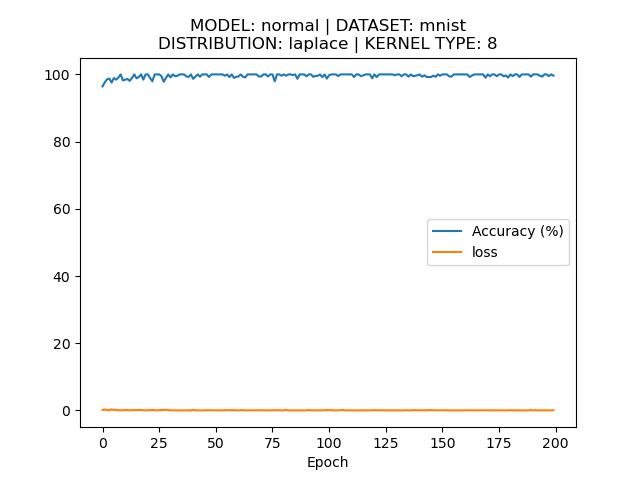 MODEL: normal | DATASET: mnist
DISTRIBUTION: laplace | KERNEL TYPE: 8
100
80
60
40
20
0
Accuracy (%)
loss
0 25 50 75 100 125 150 175 200
Epoch